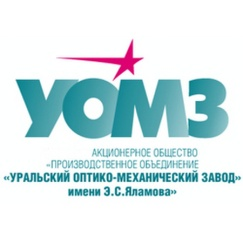 УОМЗ
АКЦИОНЕРНОЕ ОБЩЕСТВО
«ПРОИЗВОДСТВЕННОЕ ОБЪЕДИНЕНИЕ
«УРАЛЬСКИЙ ОПТИКО-МЕХАНИЧЕСКИЙ ЗАВОД»
имени Э.С.Яламова»